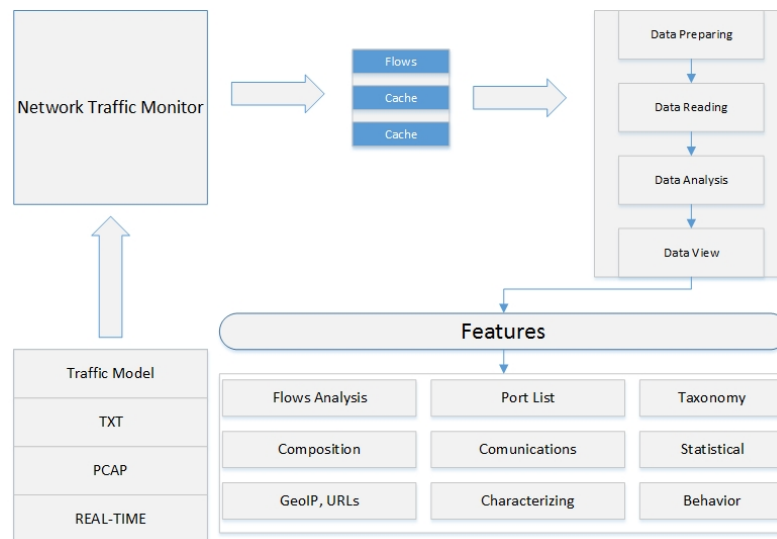 Network Traffic Monitor
Flows
Cache
Cache
Data Preparing
Data Reading
Data Analysis
Data View
Features
Traffic Model
TXT
PCAP
REAL-TIME
Flows Analysis
Port List
Taxonomy
Composition
Comunications
Statistical
GeoIP, URLs
Characterizing
Behavior